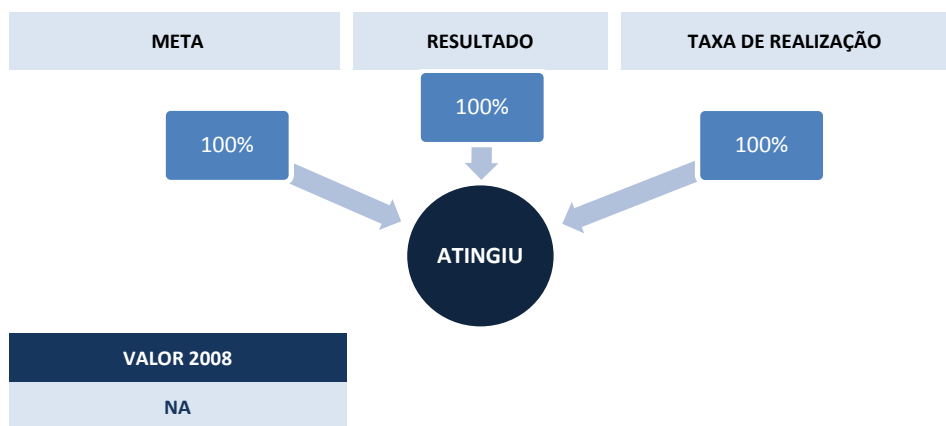 META
RESULTADO
TAXA DE REALIZAÇÃO
100%
100%
100%
ATINGIU
VALOR 2008
NA